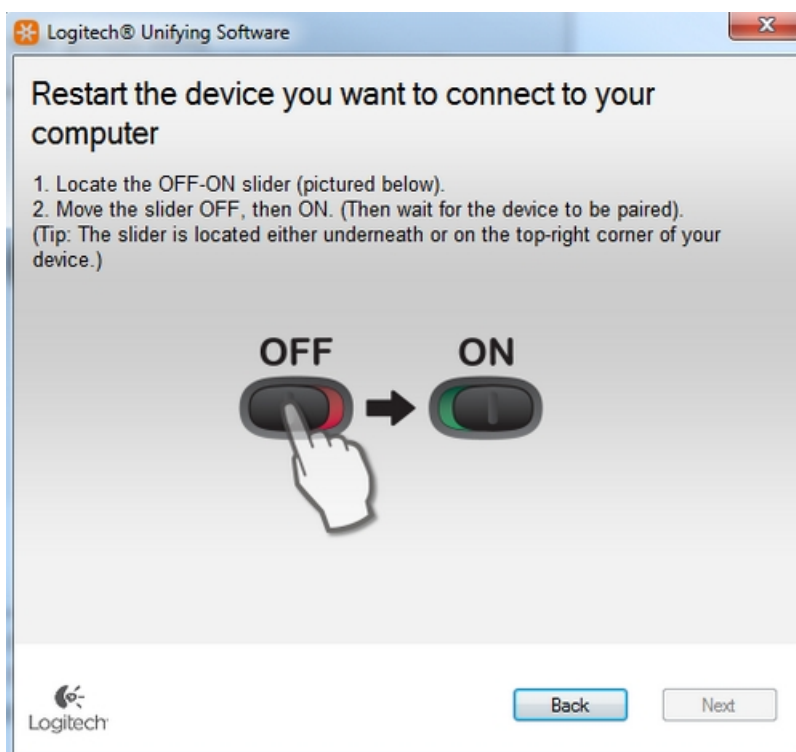 Logitech® Unifying Software
Restart the device you want to connect to your
computer
1. Locate the OFF-ON slider (pictured below).
2. Move the slider OFF, then ON. (Then wait for the device to be paired).
(Tip: The slider is located either underneath or on the top-right corner of your
device.)
OFF ON
Logitech
Back Next